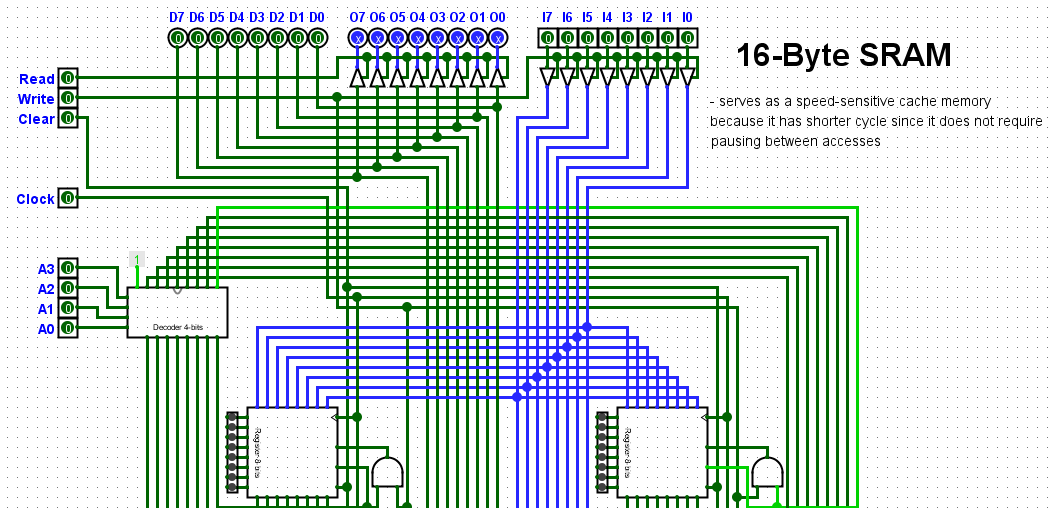 D7 D6 D5 D4 D3 D2 D1 D0 O7 O6 O5 O4 O3 O2 O1 O0 I7 I6 I5 I4 I3 I2 I1 I0
0 0 0 0 0 0 0 0 x x x x x x x x 0 0 0 0 0 0 0 0
16-Byte SRAM
Read 0
Write 0
Clear 0
- serves as a speed-sensitive cache memory
because it has shorter cycle since it does not require
pausing between accesses
Clock 0
1
A3 0
A2 0
A1 0
A0 0
Decoder 4-bits
Register 8-bits
Register 8-bits